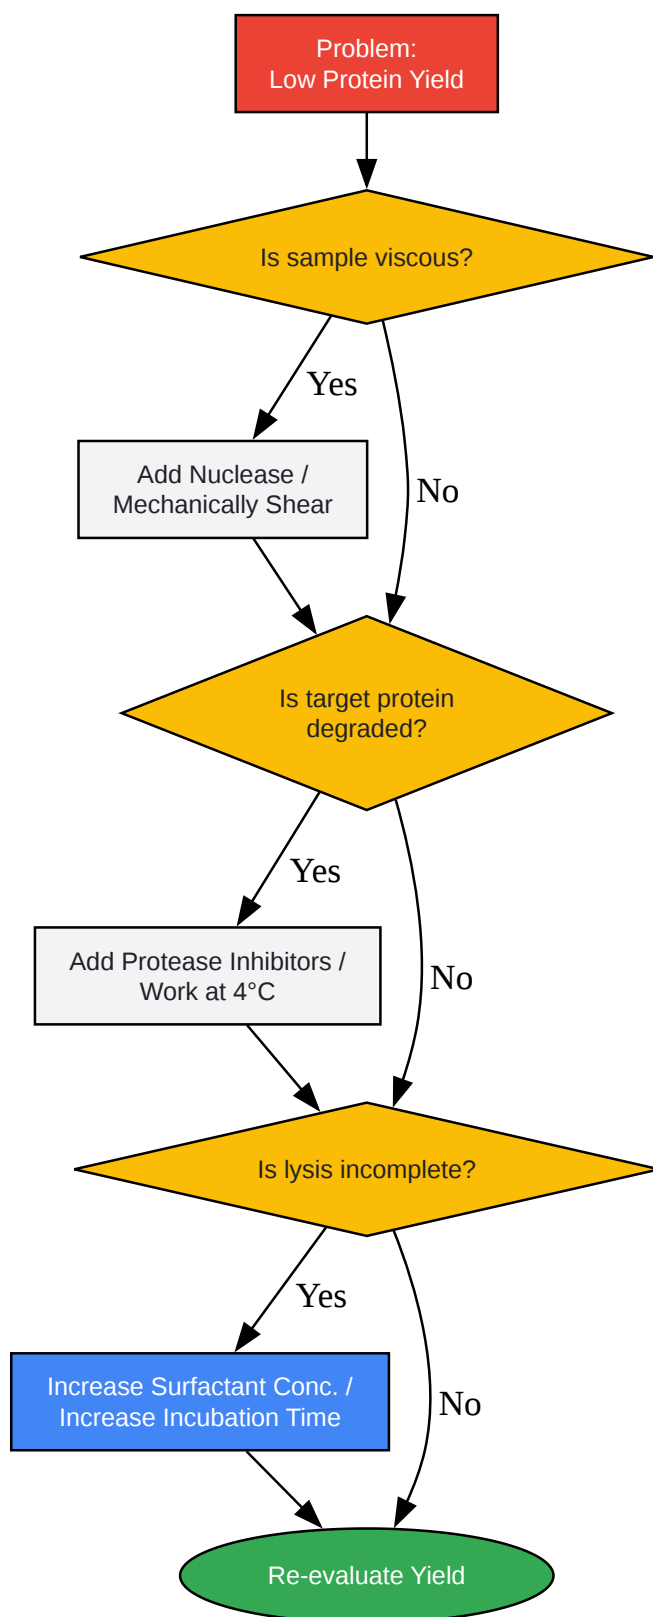 Problem:
Low Protein Yield
Is sample viscous?
Yes
Add Nuclease /
Mechanically Shear
No
Is target protein
degraded?
Yes
Add Protease Inhibitors /
Work at 4°C
No
Is lysis incomplete?
Yes
Increase Surfactant Conc. /
Increase Incubation Time
No
Re-evaluate Yield